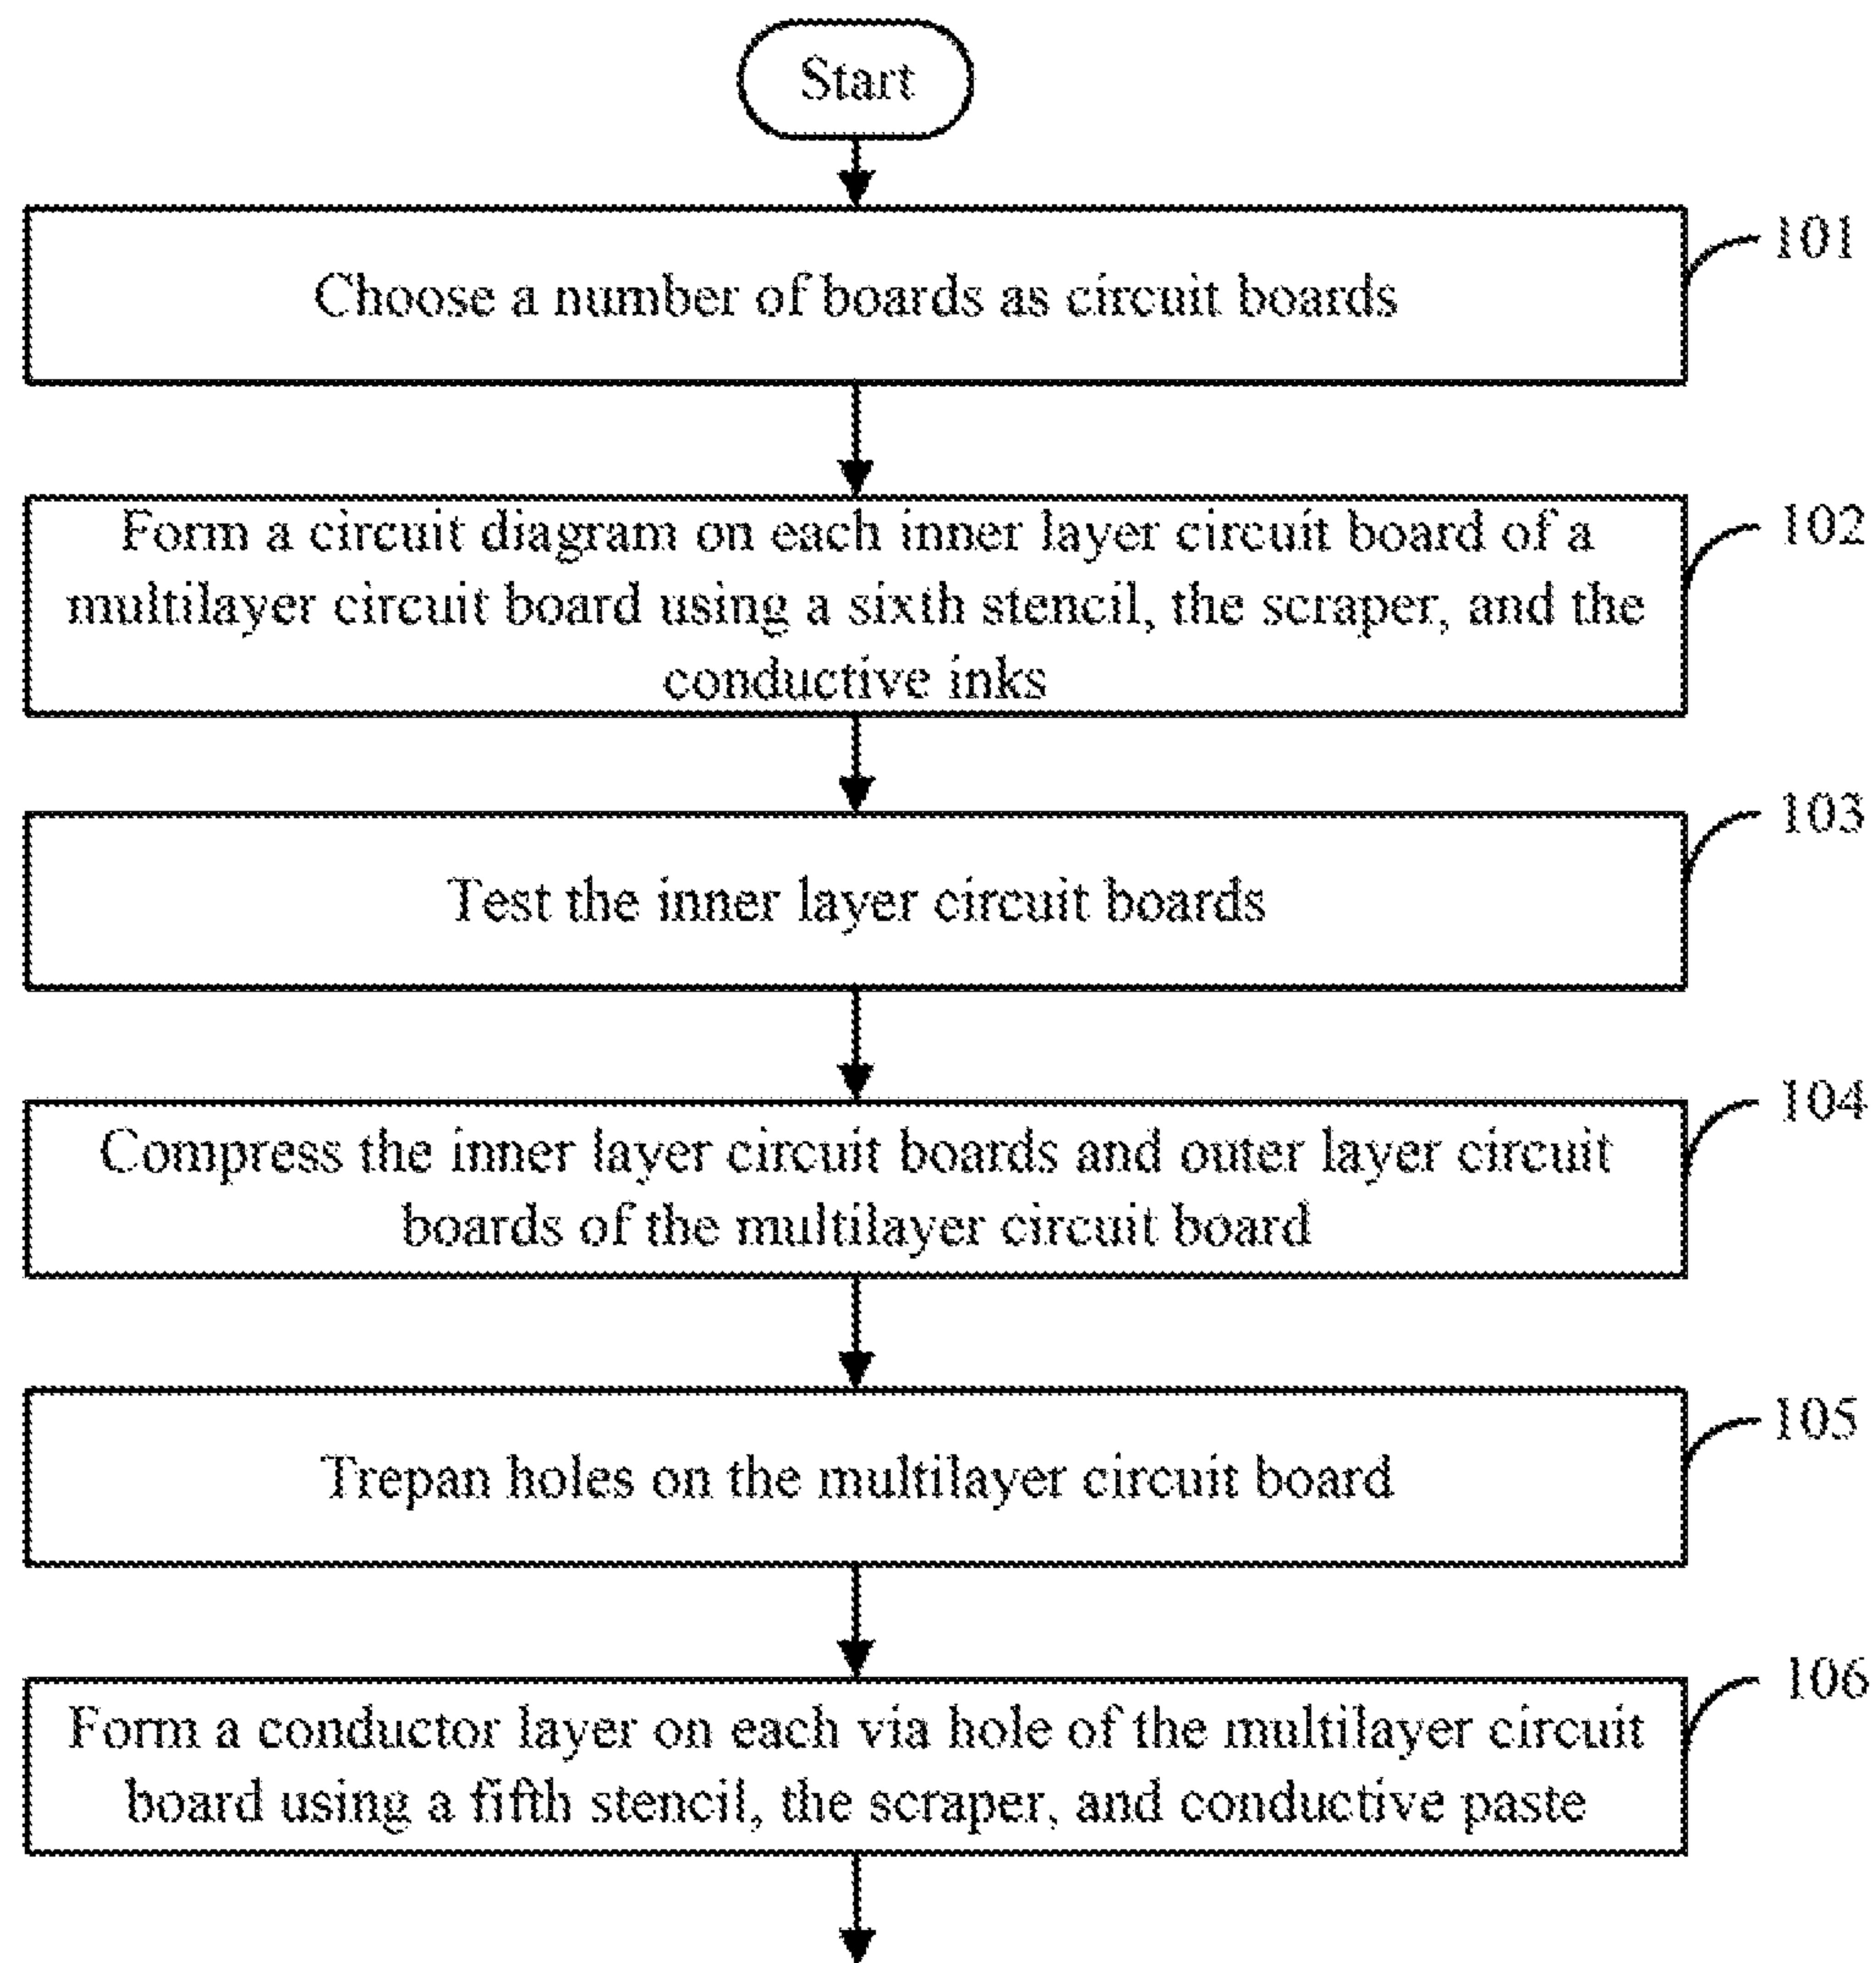 Start
101
Choose a number of boards as circuit boards
102
Form a circuit diagram on each inner layer circuit board of a
multilayer circuit board using a sixth stencil, the scraper, and the
conductive inks
103
Test the inner layer circuit boards
104
Compress the inner layer circuit boards and outer layer circuit
boards of the multilayer circuit board
105
Trepan holes on the multilayer circuit board
106
Form a conductor layer on each via hole of the multilayer circuit
board using a fifth stencil, the scraper, and conductive paste